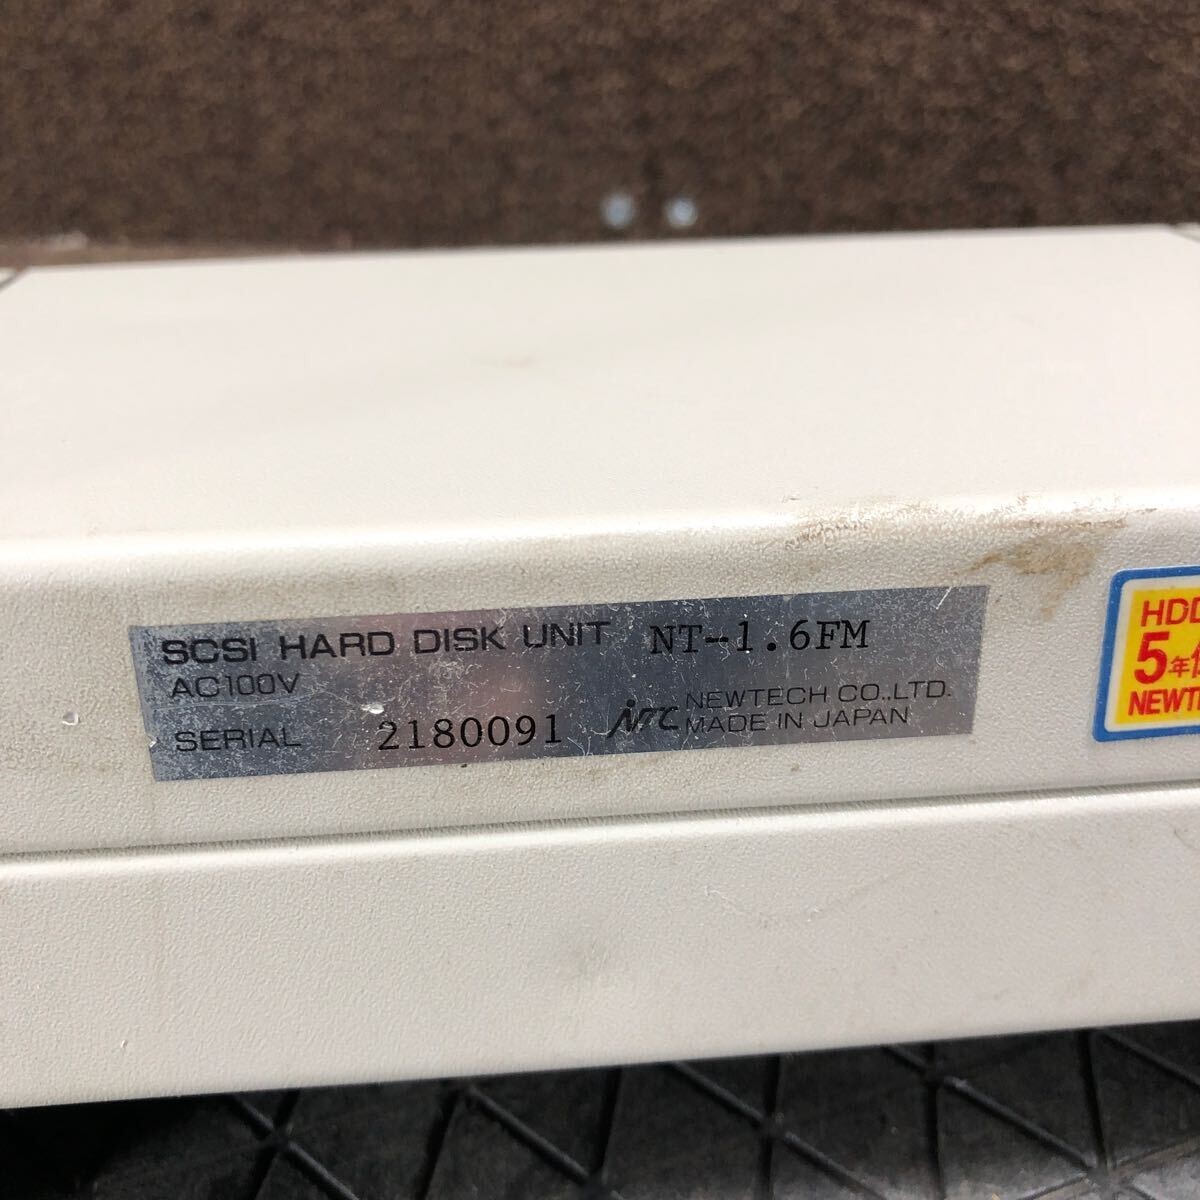 SCSI HARD DISK UNIT NT-1.6FM
AC100V
SERIAL 2180091
NTC NEWTECH CO.,LTD.
MADE IN JAPAN
HDD
5年